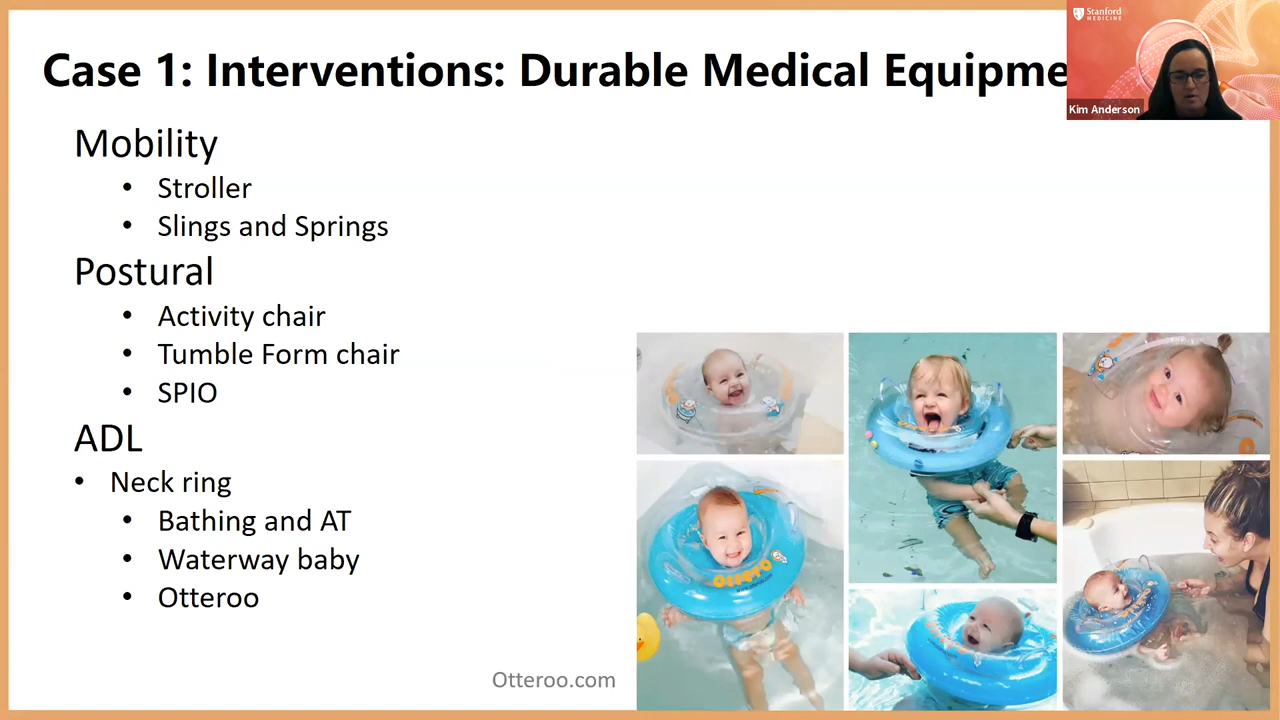 Case 1: Interventions: Durable Medical Equipme
Stanford
MEDICINE
Kim Anderson
Mobility
• Stroller
• Slings and Springs
Postural
• Activity chair
• Tumble Form chair
• SPIO
ADL
• Neck ring
• Bathing and AT
• Waterway baby
• Otteroo
Otteroo.com
OTTEROO